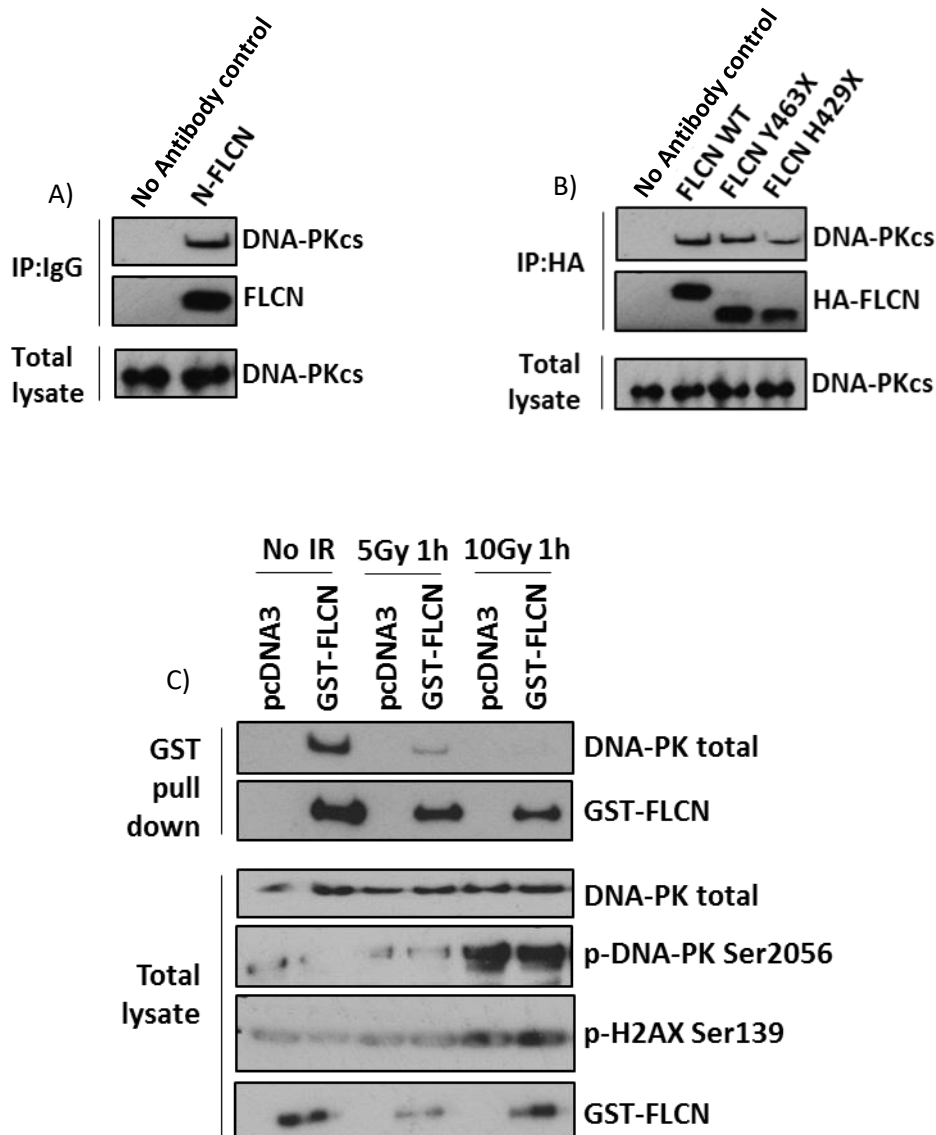 A)
No Antibody control
N-FLCN
IP:IgG
DNA-PKcs
FLCN
Total
lysate
DNA-PKcs
B)
No Antibody control
FLCN WT
FLCN Y463X
FLCN H429X
IP:HA
DNA-PKcs
HA-FLCN
Total
lysate
DNA-PKcs
C)
No IR
5Gy 1h
10Gy 1h
pcDNA3
GST-FLCN
pcDNA3
GST-FLCN
pcDNA3
GST-FLCN
GST
pull
down
DNA-PK total
GST-FLCN
Total
lysate
DNA-PK total
p-DNA-PK Ser2056
p-H2AX Ser139
GST-FLCN